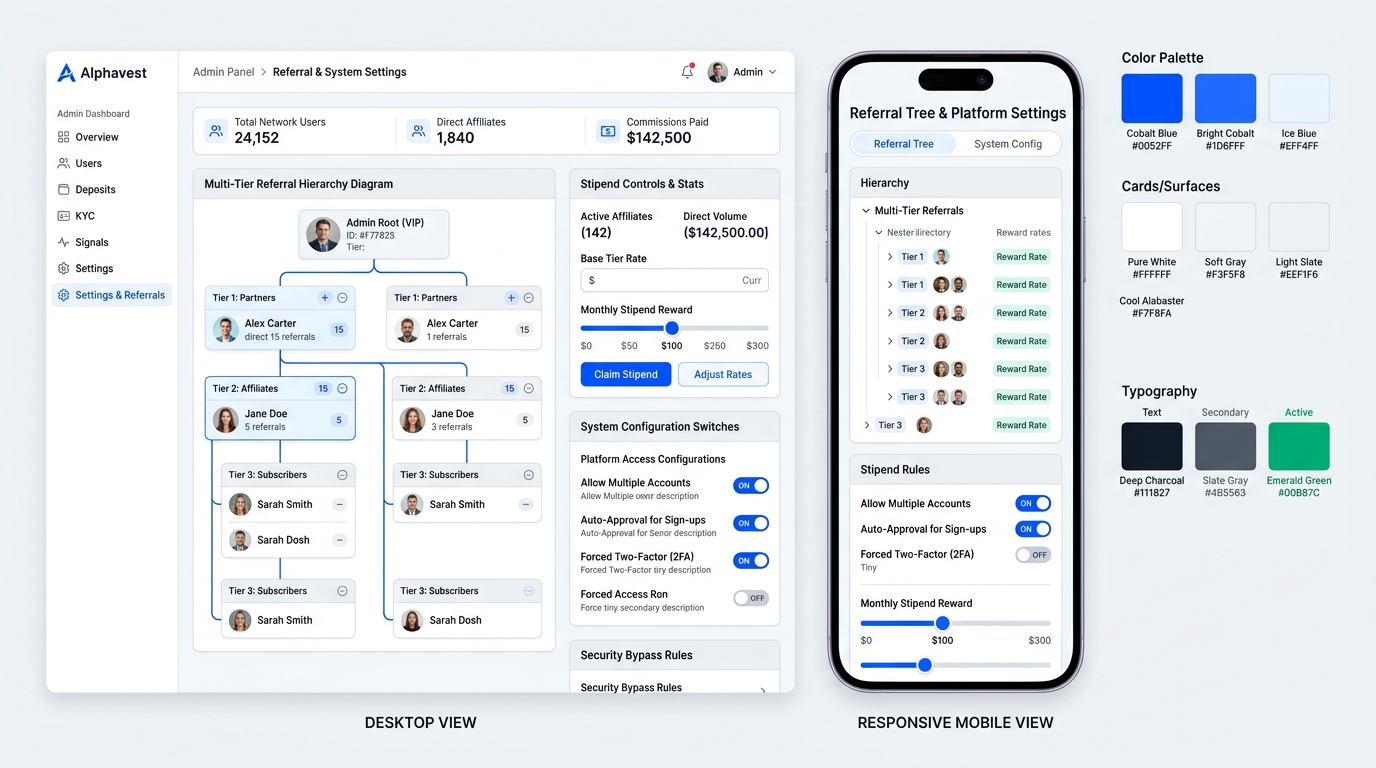 Alphavest
Admin Dashboard
Overview
Users
Deposits
KYC
Signals
Settings
Settings & Referrals
Admin Panel > Referral & System Settings
Admin
Total Network Users
24,152
Direct Affiliates
1,840
Commissions Paid
$142,500
Multi-Tier Referral Hierarchy Diagram
Admin Root (VIP)
ID: #F77825
Tier:
Tier 1: Partners
Alex Carter
direct 15 referrals
15
Tier 1: Partners
Alex Carter
1 referrals
15
Tier 2: Affiliates
15
Jane Doe
5 referrals
5
Tier 2: Affiliates
15
Jane Doe
3 referrals
5
Tier 3: Subscribers
Sarah Smith
Sarah Dosh
Tier 3: Subscribers
Sarah Smith
Tier 3: Subscribers
Sarah Smith
Tier 3: Subscribers
Sarah Dosh
Stipend Controls & Stats
Active Affiliates
(142)
Direct Volume
($142,500.00)
Base Tier Rate
$ Curr
Monthly Stipend Reward
$0 $50 $100 $250 $300
Claim Stipend
Adjust Rates
System Configuration Switches
Platform Access Configurations
Allow Multiple Accounts
Allow Multiple description
ON
Auto-Approval for Sign-ups
Auto-Approval for Senor description
ON
Forced Two-Factor (2FA)
Forced Two-Factor tiry description
ON
Forced Access Ron
Force tiny secondary description
OFF
Security Bypass Rules
Security Bypass Rules
DESKTOP VIEW
Referral Tree & Platform Settings
Referral Tree
System Config
Hierarchy
Multi-Tier Referrals
Reward rates
Tier 1 Reward Rate
Tier 1 Reward Rate
Tier 2 Reward Rate
Tier 2 Reward Rate
Tier 3 Reward Rate
Tier 3 Reward Rate
Tier 3 Reward Rate
Stipend Rules
Allow Multiple Accounts ON
Auto-Approval for Sign-ups ON
Forced Two-Factor (2FA) OFF
Tiny
Monthly Stipend Reward
$0 $100 $300
RESPONSIVE MOBILE VIEW
Color Palette
Cobalt Blue
#0052FF
Bright Cobalt
#1D6FFF
Ice Blue
#EFF4FF
Cards/Surfaces
Pure White
#FFFFFF
Soft Gray
#F3F5F8
Light Slate
#EEF1F6
Cool Alabaster
#F7F8FA
Typography
Text
Secondary
Active
Deep Charcoal
#111827
Slate Gray
#4B5563
Emerald Green
#00B87C